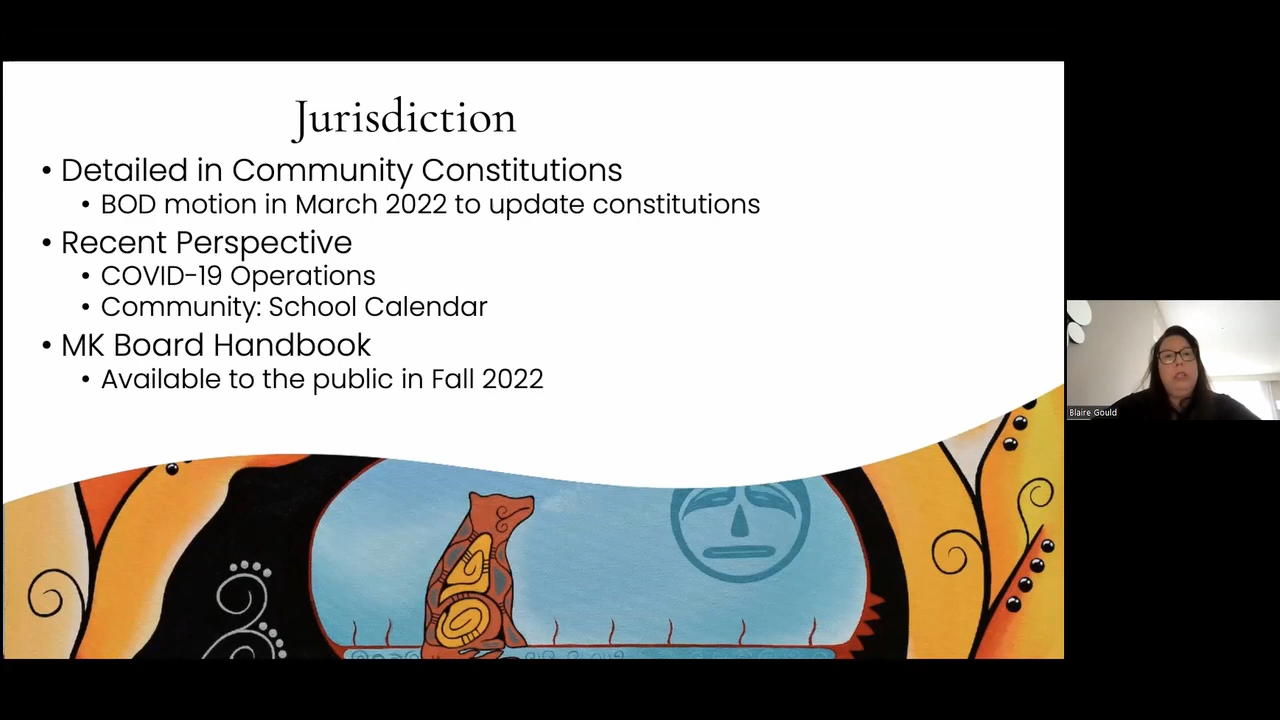 Jurisdiction
• Detailed in Community Constitutions
• BOD motion in March 2022 to update constitutions
• Recent Perspective
• COVID-19 Operations
• Community: School Calendar
• MK Board Handbook
• Available to the public in Fall 2022
Blaire Gould